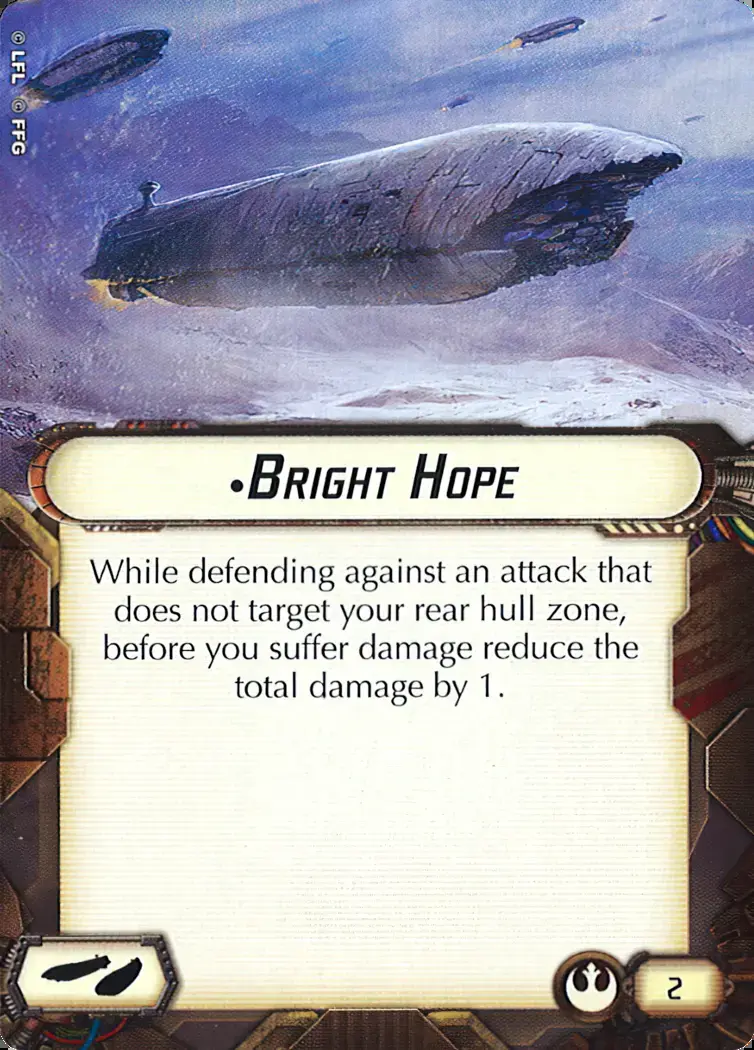 © LFL © FFG
•Bright Hope
While defending against an attack that
does not target your rear hull zone,
before you suffer damage reduce the
total damage by 1.
2